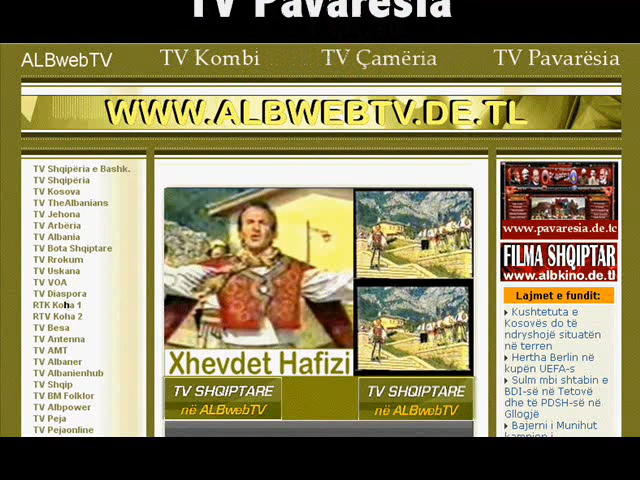 TV Pavarësia
ALBwebTV
TV Kombi
TV Çamëria
TV Pavarësia
WWW.ALBWEBTV.DE.TL
TV Shqipëria e Bashk.
TV Shqipëria
TV Kosova
TV TheAlbanians
TV Jehona
TV Arbëria
TV Albania
TV Bota Shqiptare
TV Rrokum
TV Uskana
TV VOA
TV Diaspora
RTK Koha 1
RTV Koha 2
TV Besa
TV Antenna
TV AMT
TV Albaner
TV Albanienhub
TV Shqip
TV BM Folklor
TV Albpower
TV Peja
TV Pejaonline
Xhevdet Hafizi
TV SHQIPTARE
në ALBwebTV
TV SHQIPTARE
në ALBwebTV
www.pavaresia.de.tc
FILMA SHQIPTAR
www.albkino.de.tl
Lajmet e fundit:
Kushtetuta e
Kosovës do të
ndryshojë situatën
në terren
Hertha Berlin në
kupën UEFA-s
Sulm mbi shtabin e
BDI-së në Tetovë
dhe të PDSH-së në
Gllogjë
Bajerni i Munihut
kampion i